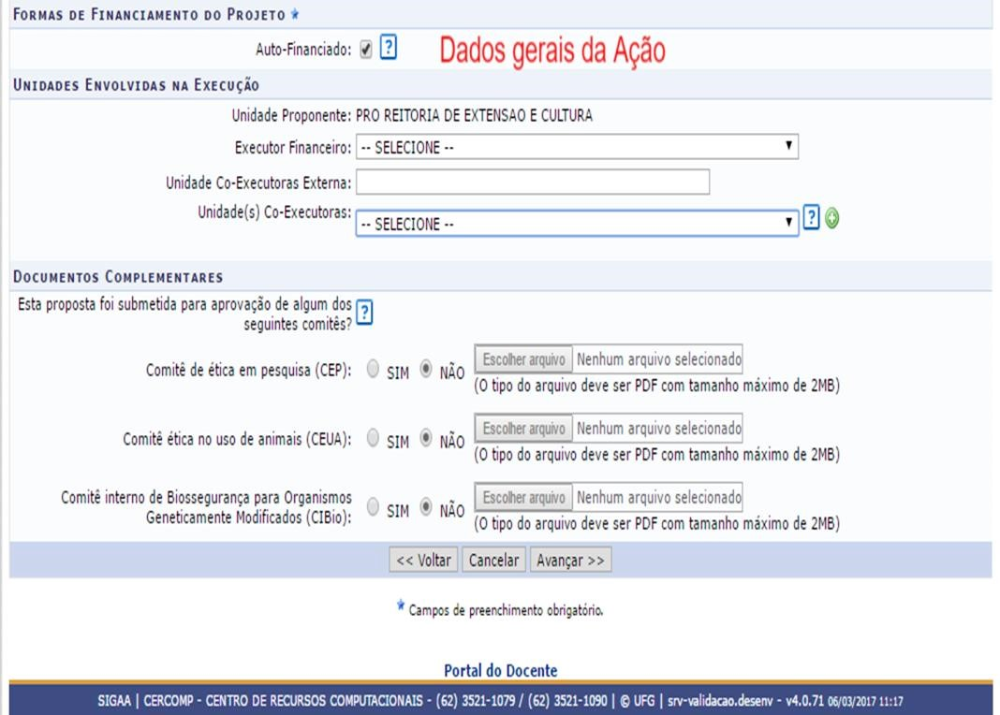 FORMAS DE FINANCIAMENTO DO PROJETO *
Auto-Financiado: ? Dados gerais da Ação
UNIDADES ENVOLVIDAS NA EXECUÇÃO
Unidade Proponente: PRO REITORIA DE EXTENSAO E CULTURA
Executor Financeiro: -- SELECIONE --
Unidade Co-Executoras Externa:
Unidade(s) Co-Executoras: -- SELECIONE -- ?
DOCUMENTOS COMPLEMENTARES
Esta proposta foi submetida para aprovação de algum dos
seguintes comitês? ?
Comitê de ética em pesquisa (CEP): SIM NÃO Escolher arquivo Nenhum arquivo selecionado
(O tipo do arquivo deve ser PDF com tamanho máximo de 2MB)
Comitê ética no uso de animais (CEUA): SIM NÃO Escolher arquivo Nenhum arquivo selecionado
(O tipo do arquivo deve ser PDF com tamanho máximo de 2MB)
Comitê interno de Biossegurança para Organismos
Geneticamente Modificados (CIBio): SIM NÃO Escolher arquivo Nenhum arquivo selecionado
(O tipo do arquivo deve ser PDF com tamanho máximo de 2MB)
<< Voltar Cancelar Avançar >>
* Campos de preenchimento obrigatório.
Portal do Docente
SIGAA | CERCOMP - CENTRO DE RECURSOS COMPUTACIONAIS - (62) 3521-1079 / (62) 3521-1090 | © UFG | srv-validacao.desenv - v4.0.71 06/03/2017 11:17